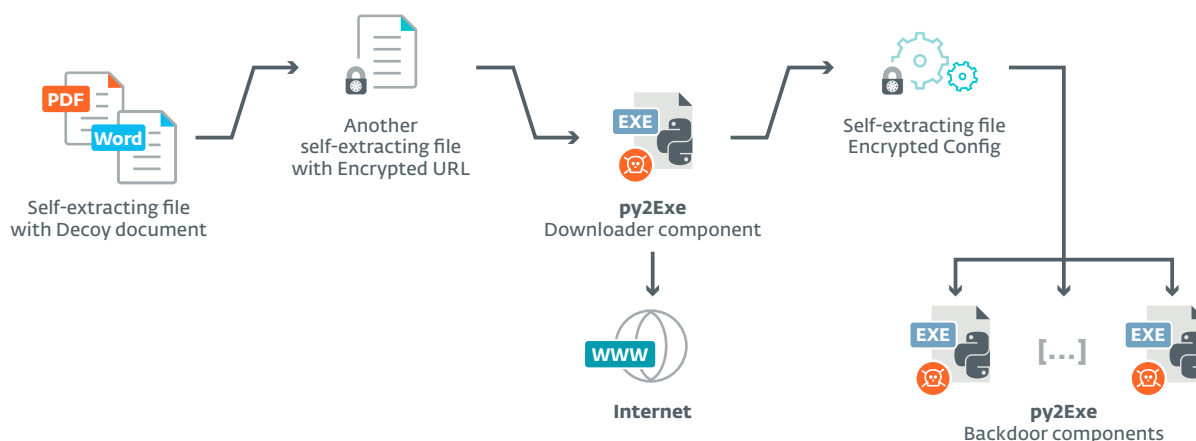 PDF
Word
Self-extracting file
with Decoy document
Another
self-extracting file
with Encrypted URL
EXE
py2Exe
Downloader component
WWW
Internet
Self-extracting file
Encrypted Config
EXE
[...]
EXE
py2Exe
Backdoor components